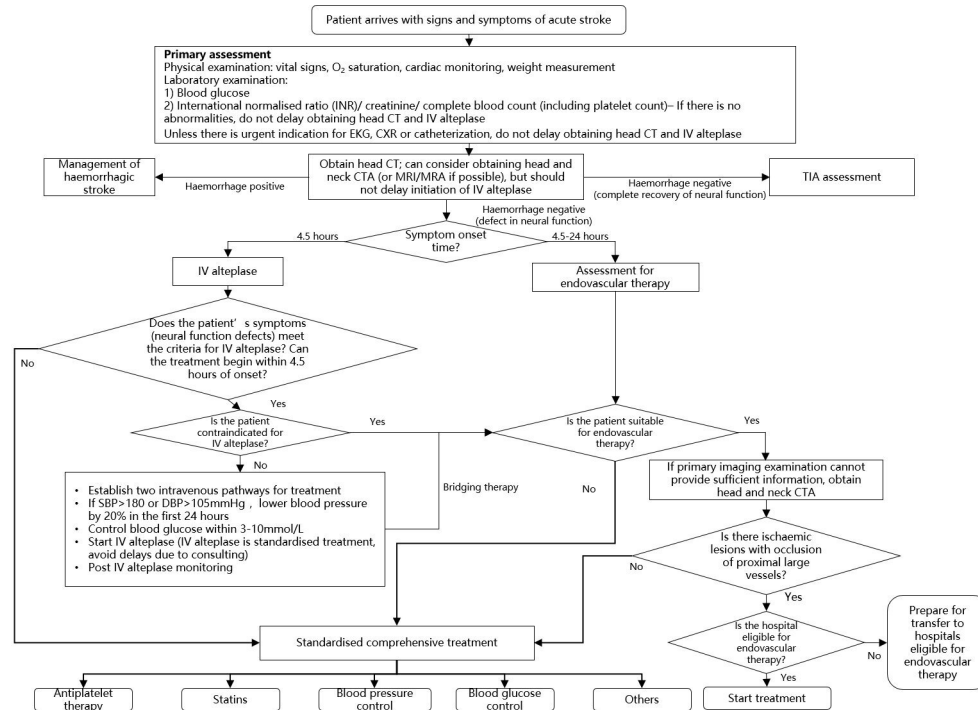 Patient arrives with signs and symptoms of acute stroke
Primary assessment
Physical examination: vital signs, O₂ saturation, cardiac monitoring, weight measurement
Laboratory examination:
1) Blood glucose
2) International normalised ratio (INR)/ creatinine/ complete blood count (including platelet count)– If there is no
abnormalities, do not delay obtaining head CT and IV alteplase
Unless there is urgent indication for EKG, CXR or catheterization, do not delay obtaining head CT and IV alteplase
Management of
haemorrhagic
stroke
Haemorrhage positive
Obtain head CT; can consider obtaining head and
neck CTA (or MRI/MRA if possible), but should
not delay initiation of IV alteplase
Haemorrhage negative
(complete recovery of neural function)
TIA assessment
Haemorrhage negative
(defect in neural function)
4.5 hours
Symptom onset
time?
4.5-24 hours
IV alteplase
Assessment for
endovascular therapy
Does the patient's symptoms
(neural function defects) meet
the criteria for IV alteplase? Can
the treatment begin within 4.5
hours of onset?
No
Yes
Is the patient
contraindicated for
IV alteplase?
Yes
Is the patient suitable
for endovascular
therapy?
Yes
No
No
Bridging therapy
If primary imaging examination cannot
provide sufficient information, obtain
head and neck CTA
• Establish two intravenous pathways for treatment
• If SBP>180 or DBP>105mmHg , lower blood pressure
by 20% in the first 24 hours
• Control blood glucose within 3-10mmol/L
• Start IV alteplase (IV alteplase is standardised treatment,
avoid delays due to consulting)
• Post IV alteplase monitoring
Is there ischaemic
lesions with occlusion
of proximal large
vessels?
No
Yes
Standardised comprehensive treatment
Is the hospital
eligible for
endovascular
therapy?
No
Yes
Prepare for
transfer to
hospitals
eligible for
endovascular
therapy
Antiplatelet
therapy
Statins
Blood pressure
control
Blood glucose
control
Others
Start treatment